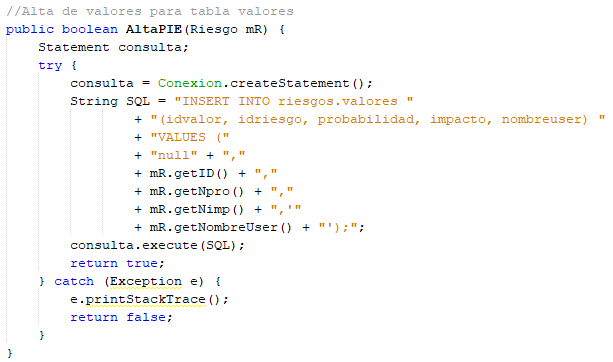 //Alta de valores para tabla valores
public boolean AltaPIE(Riesgo mR) {
    Statement consulta;
    try {
        consulta = Conexion.createStatement();
        String SQL = "INSERT INTO riesgos.valores "
                + "(idvalor, idriesgo, probabilidad, impacto, nombreuser) "
                + "VALUES ("
                + "null" + ","
                + mR.getID() + ","
                + mR.getNpro() + ","
                + mR.getNimp() + ",'"
                + mR.getNombreUser() + "');";
        consulta.execute(SQL);
        return true;
    } catch (Exception e) {
        e.printStackTrace();
        return false;
    }
}